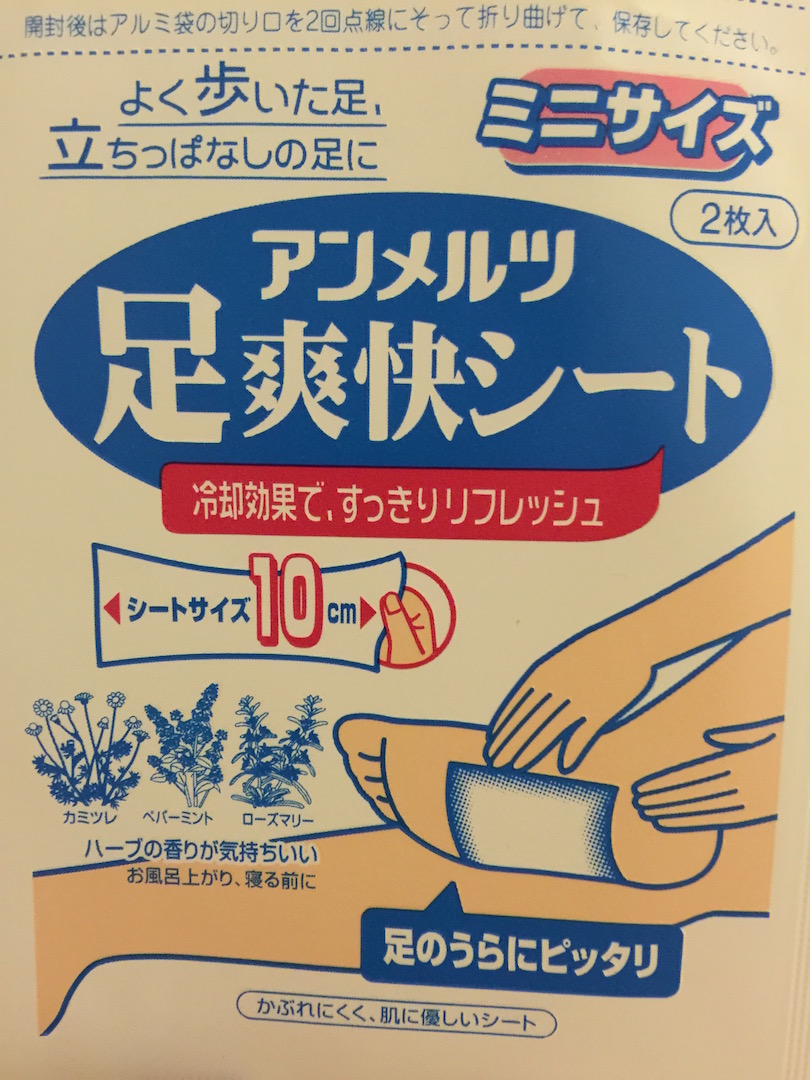 開封後はアルミ袋の切り口を2回点線にそって折り曲げて、保存してください。
よく歩いた足、
立ちっぱなしの足に
ミニサイズ
2枚入
アンメルツ
足爽快シート
冷却効果で、すっきりリフレッシュ
シートサイズ10cm
カミツレ ペパーミント ローズマリー
ハーブの香りが気持ちいい
お風呂上がり、寝る前に
足のうらにピッタリ
かぶれにくく、肌に優しいシート